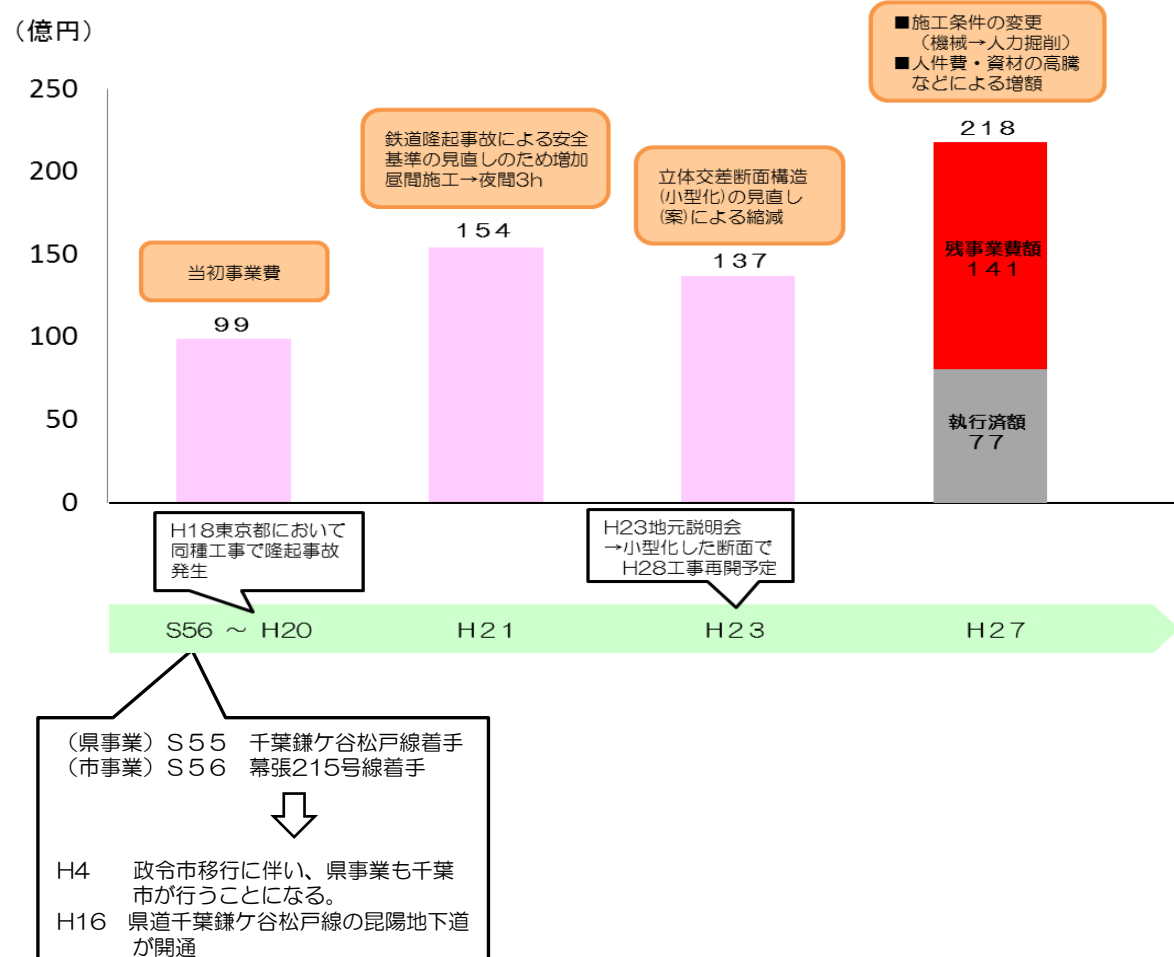 （億円）
250
200
150
100
50
0
当初事業費
99
鉄道隆起事故による安全
基準の見直しのため増加
昼間施工→夜間3h
154
立体交差断面構造
(小型化)の見直し
(案)による縮減
137
■施工条件の変更
（機械→人力掘削）
■人件費・資材の高騰
などによる増額
218
残事業費額
141
執行済額
77
H18東京都において
同種工事で隆起事故
発生
H23地元説明会
→小型化した断面で
H28工事再開予定
S56 ～ H20
H21
H23
H27
（県事業）Ｓ５５　千葉鎌ケ谷松戸線着手
（市事業）Ｓ５６　幕張215号線着手
H4　政令市移行に伴い、県事業も千葉
市が行うことになる。
H16　県道千葉鎌ケ谷松戸線の昆陽地下道
が開通